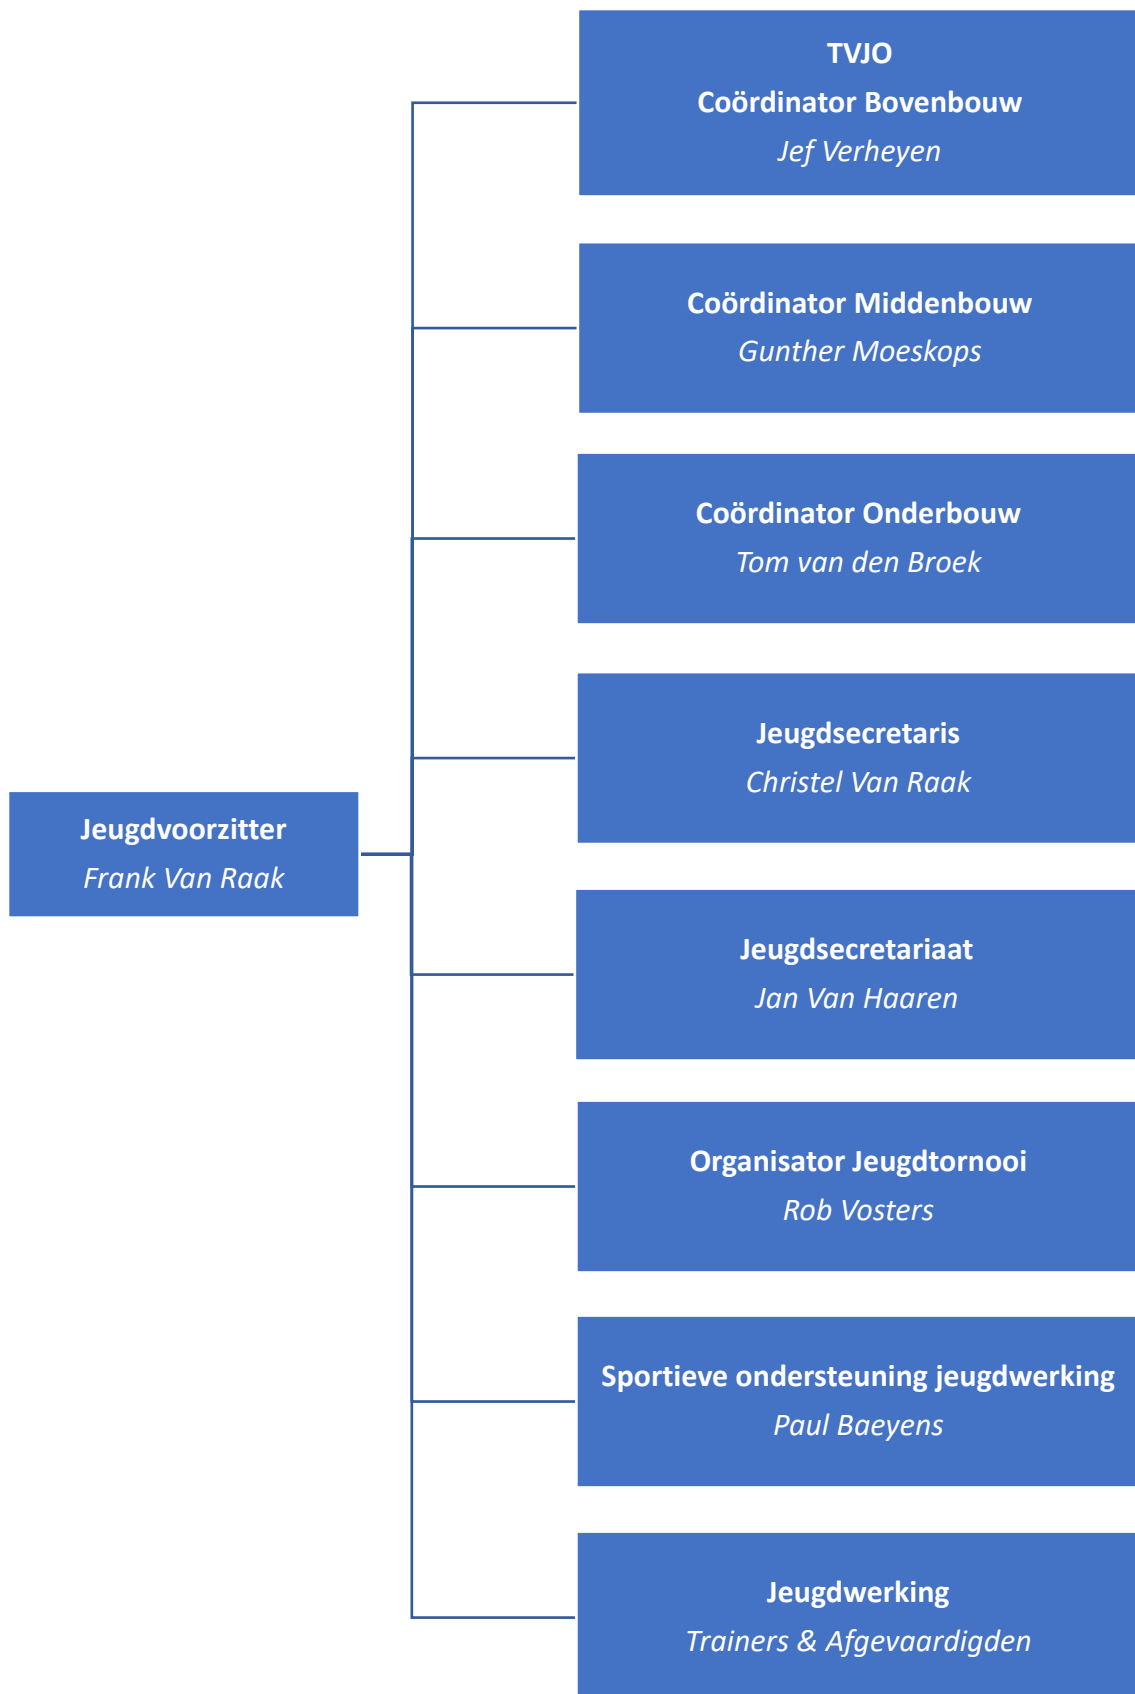 TVJO
Coördinator Bovenbouw
Jef Verheyen
Coördinator Middenbouw
Gunther Moeskops
Coördinator Onderbouw
Tom van den Broek
Jeugdsecretaris
Christel Van Raak
Jeugdvoorzitter
Frank Van Raak
Jeugdsecretariaat
Jan Van Haaren
Organisator Jeugdtornooi
Rob Vosters
Sportieve ondersteuning jeugdwerking
Paul Baeyens
Jeugdwerking
Trainers & Afgevaardigden